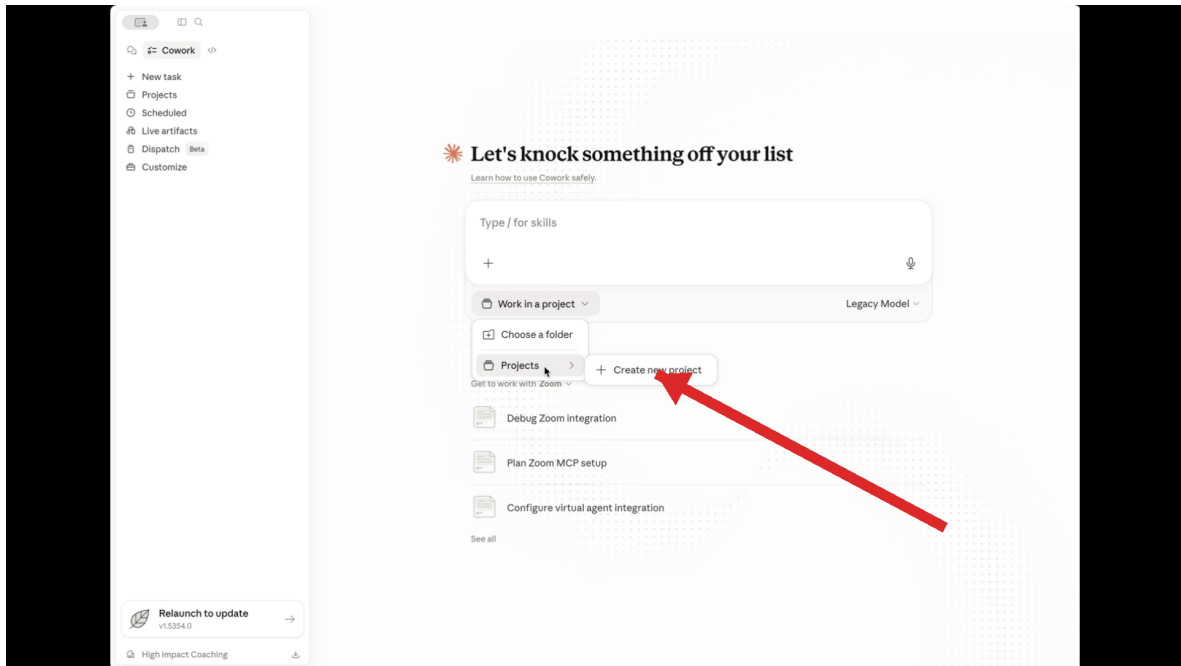 Cowork
New task
Projects
Scheduled
Live artifacts
Dispatch Beta
Customize
Let's knock something off your list
Learn how to use Cowork safely.
Type / for skills
Work in a project
Legacy Model
Choose a folder
Projects
Create new project
Get to work with Zoom
Debug Zoom integration
Plan Zoom MCP setup
Configure virtual agent integration
See all
Relaunch to update
v1.5354.0
High Impact Coaching